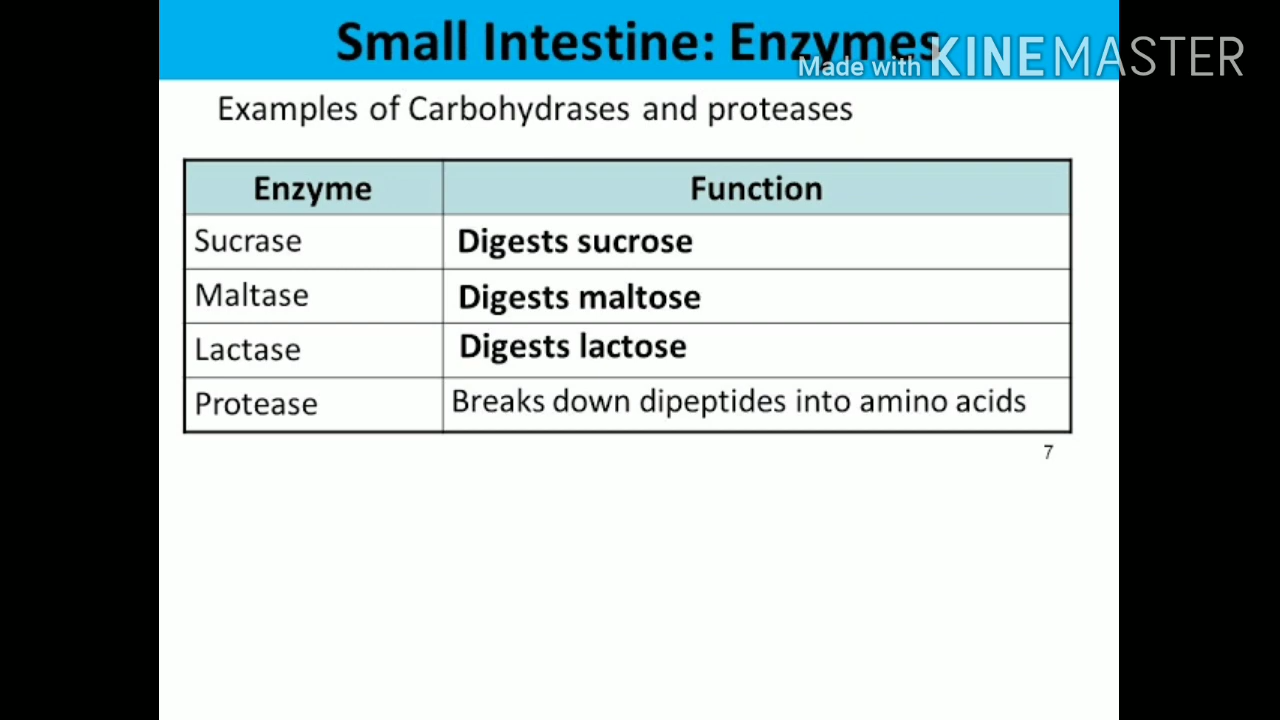 Small Intestine: Enzymes
Made with KINEMASTER
Examples of Carbohydrases and proteases
Enzyme Function
Sucrase Digests sucrose
Maltase Digests maltose
Lactase Digests lactose
Protease Breaks down dipeptides into amino acids
7